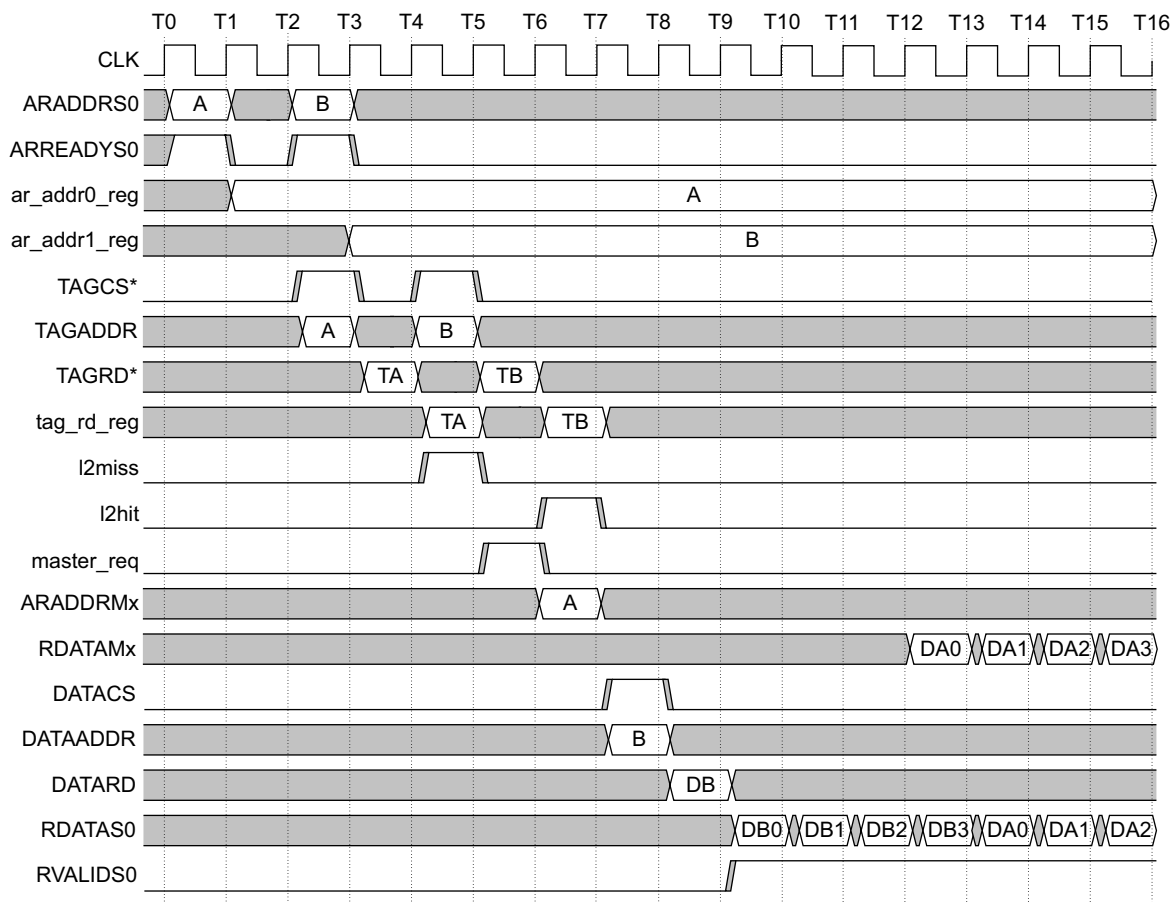 T0 T1 T2 T3 T4 T5 T6 T7 T8 T9 T10 T11 T12 T13 T14 T15 T16
CLK
ARADDRS0 A B
ARREADYS0
ar_addr0_reg A
ar_addr1_reg B
TAGCS*
TAGADDR A B
TAGRD* TA TB
tag_rd_reg TA TB
l2miss
l2hit
master_req
ARADDRMx A
RDATAMx DA0 DA1 DA2 DA3
DATACS
DATAADDR B
DATARD DB
RDATAS0 DB0 DB1 DB2 DB3 DA0 DA1 DA2
RVALIDS0